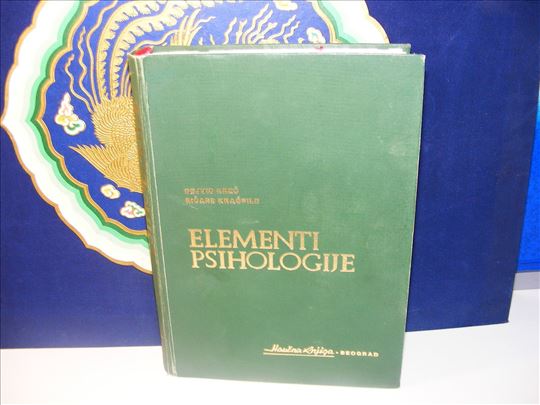 DEJVID KREČ
RIČARD KRAČFILD
ELEMENTI
PSIHOLOGIJE
Naučna knjiga • BEOGRAD